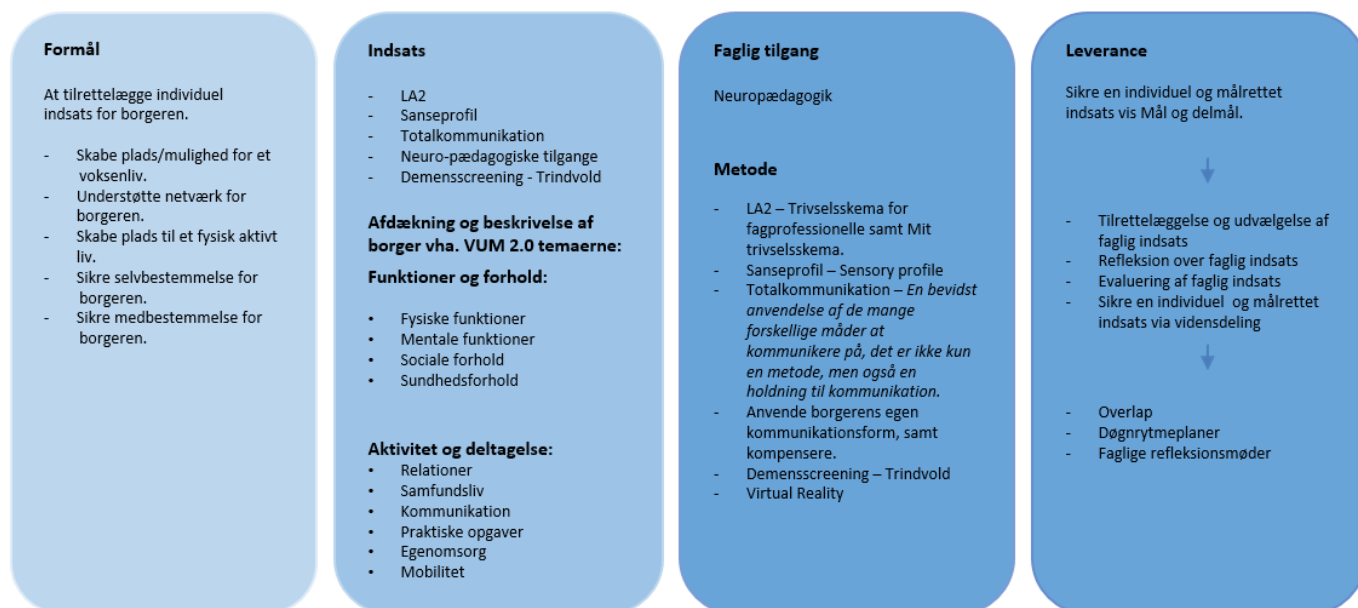 Formål
At tilrettelægge individuel
indsats for borgeren.
- Skabe plads/mulighed for et
voksenliv.
- Understøtte netværk for
borgeren.
- Skabe plads til et fysisk aktivt
liv.
- Sikre selvbestemmelse for
borgeren.
- Sikre medbestemmelse for
borgeren.
Indsats
- LA2
- Sanseprofil
- Totalkommunikation
- Neuro-pædagogiske tilgange
- Demensscreening - Trindvold
Afdækning og beskrivelse af
borger vha. VUM 2.0 temaerne:
Funktioner og forhold:
• Fysiske funktioner
• Mentale funktioner
• Sociale forhold
• Sundhedsforhold
Aktivitet og deltagelse:
• Relationer
• Samfundsliv
• Kommunikation
• Praktiske opgaver
• Egenomsorg
• Mobilitet
Faglig tilgang
Neuropædagogik
Metode
- LA2 – Trivselsskema for
fagprofessionelle samt Mit
trivselsskema.
- Sanseprofil – Sensory profile
- Totalkommunikation – En bevidst
anvendelse af de mange
forskellige måder at
kommunikere på, det er ikke kun
en metode, men også en
holdning til kommunikation.
- Anvende borgerens egen
kommunikationsform, samt
kompensere.
- Demensscreening – Trindvold
- Virtual Reality
Leverance
Sikre en individuel og målrettet
indsats vis Mål og delmål.
- Tilrettelæggelse og udvælgelse af
faglig indsats
- Refleksion over faglig indsats
- Evaluering af faglig indsats
- Sikre en individuel og målrettet
indsats via vidensdeling
- Overlap
- Døgnrytmeplaner
- Faglige refleksionsmøder